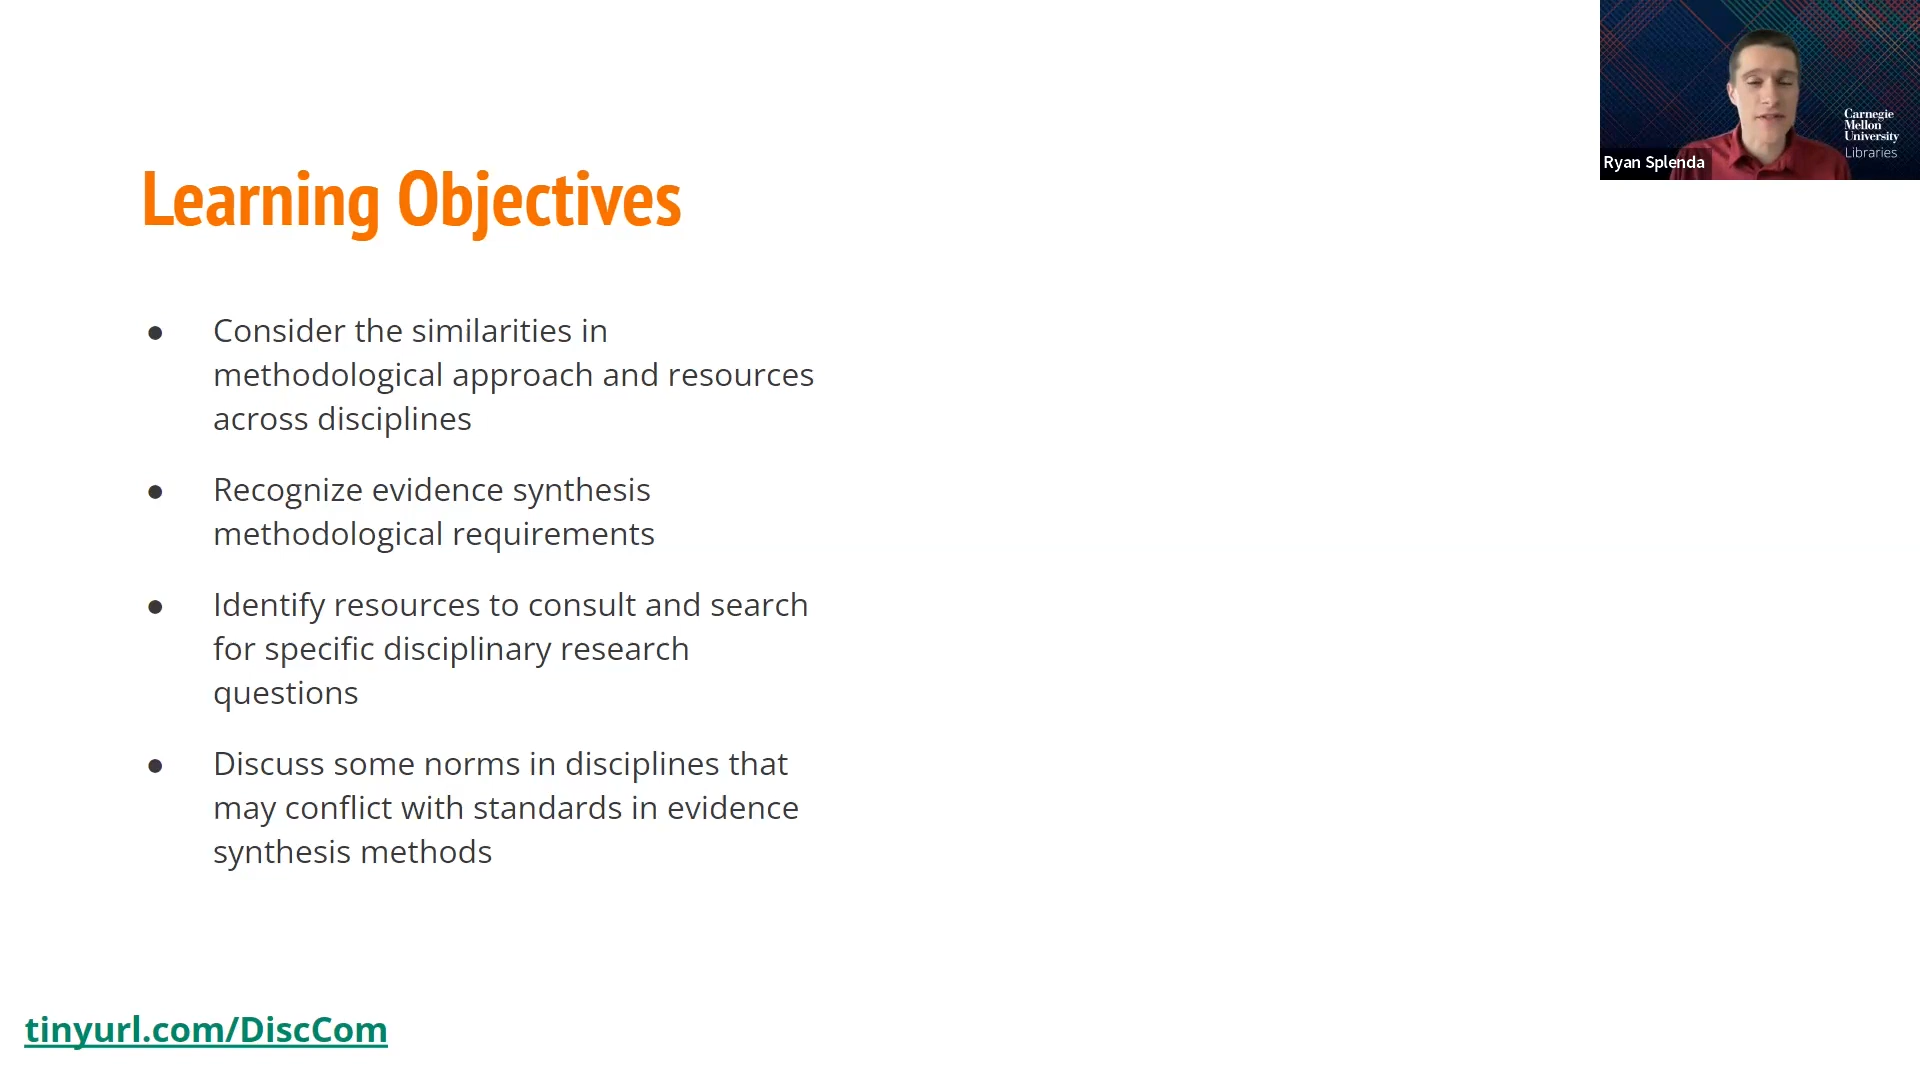 Carnegie
Mellon
University
Libraries
Ryan Splenda
Learning Objectives
● Consider the similarities in
methodological approach and resources
across disciplines
● Recognize evidence synthesis
methodological requirements
● Identify resources to consult and search
for specific disciplinary research
questions
● Discuss some norms in disciplines that
may conflict with standards in evidence
synthesis methods
tinyurl.com/DiscCom